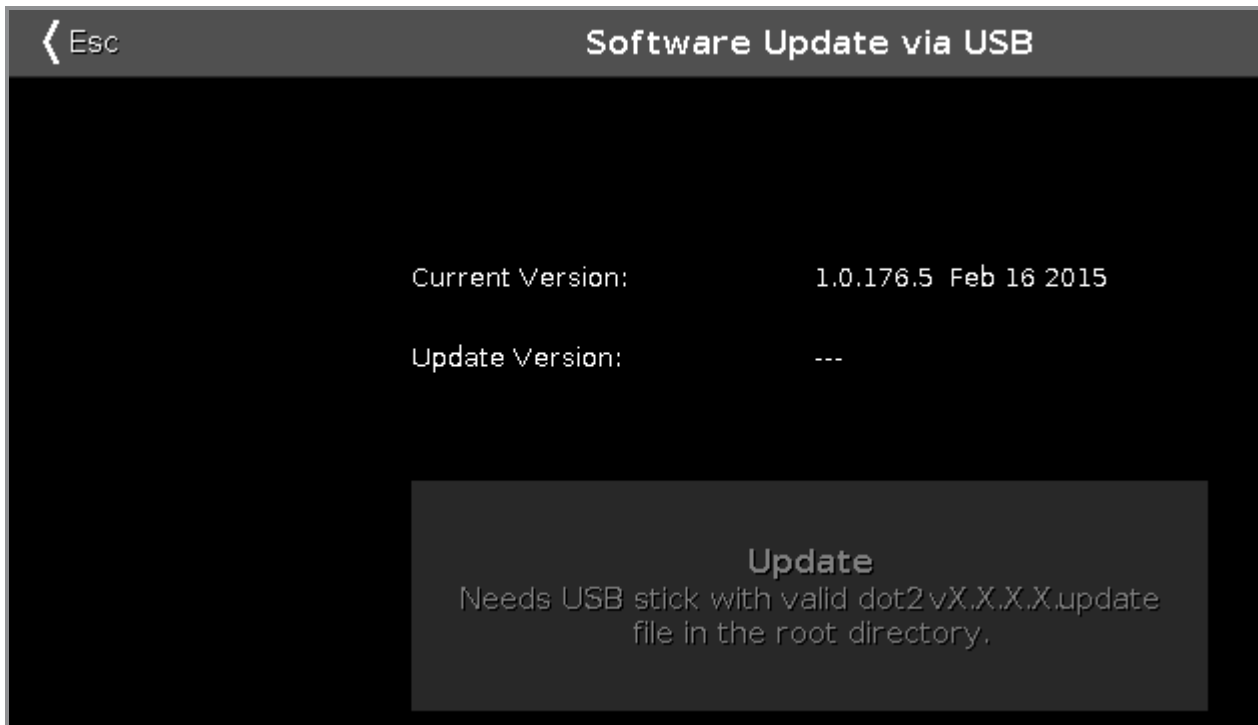 Esc
Software Update via USB
Current Version: 1.0.176.5 Feb 16 2015
Update Version: ---
Update
Needs USB stick with valid dot2 vX.X.X.X.update
file in the root directory.